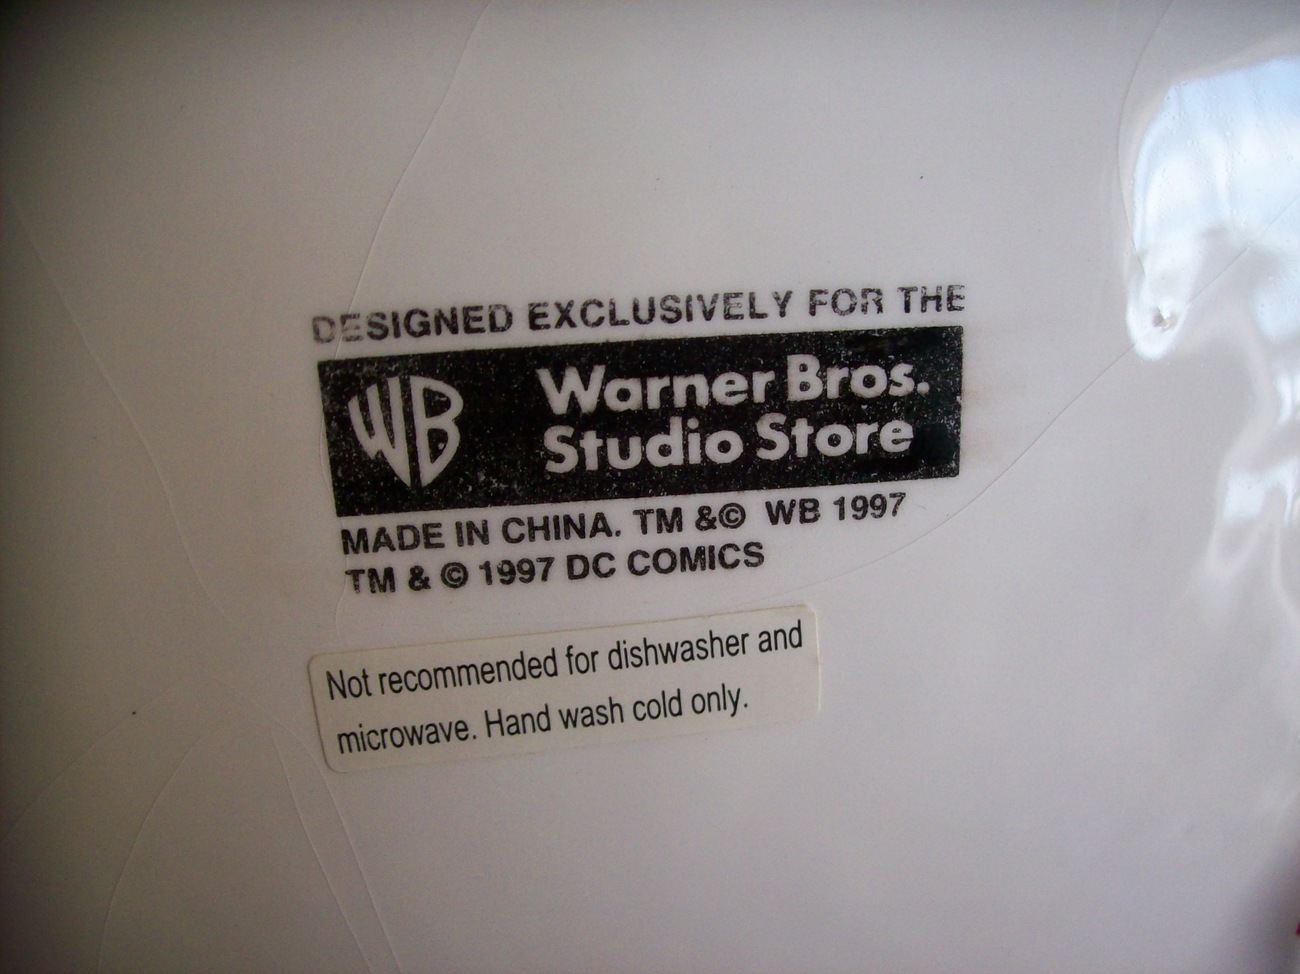 DESIGNED EXCLUSIVELY FOR THE
WB Warner Bros.
Studio Store
MADE IN CHINA. TM &© WB 1997
TM & © 1997 DC COMICS
Not recommended for dishwasher and
microwave. Hand wash cold only.